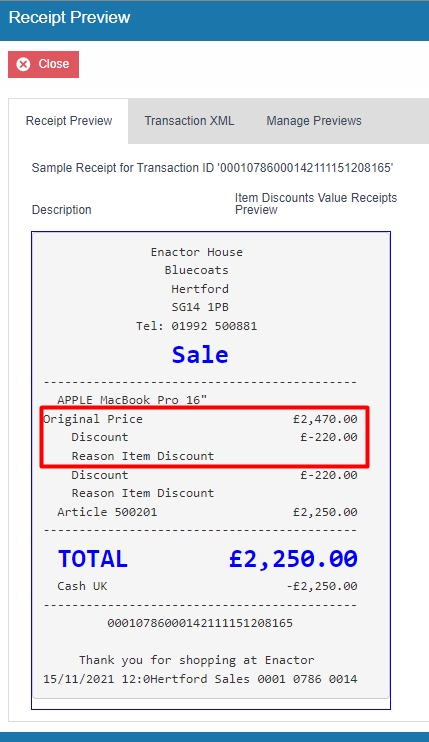 Receipt Preview
Close
Receipt Preview Transaction XML Manage Previews
Sample Receipt for Transaction ID '00010786000142111151208165'
Description Item Discounts Value Receipts Preview
Enactor House
Bluecoats
Hertford
SG14 1PB
Tel: 01992 500881
Sale
----------------------------------------
APPLE MacBook Pro 16"
Original Price £2,470.00
Discount £-220.00
Reason Item Discount
Discount £-220.00
Reason Item Discount
Article 500201 £2,250.00
----------------------------------------
TOTAL £2,250.00
Cash UK -£2,250.00
----------------------------------------
00010786000142111151208165
Thank you for shopping at Enactor
15/11/2021 12:0Hertford Sales 0001 0786 0014